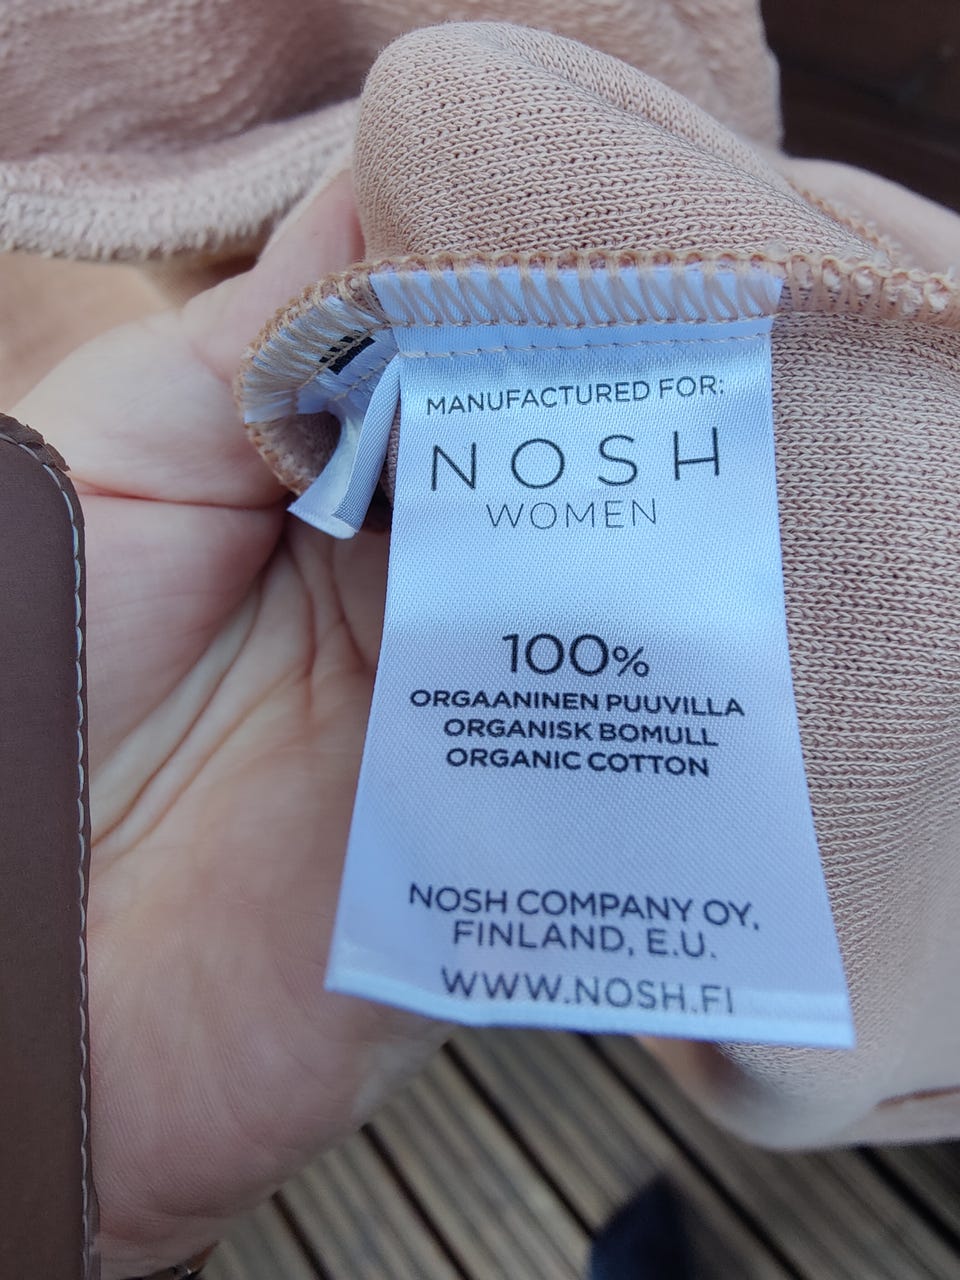 MANUFACTURED FOR:
NOSH
WOMEN
100%
ORGAANINEN PUUVILLA
ORGANISK BOMULL
ORGANIC COTTON
NOSH COMPANY OY,
FINLAND, E.U.
WWW.NOSH.FI